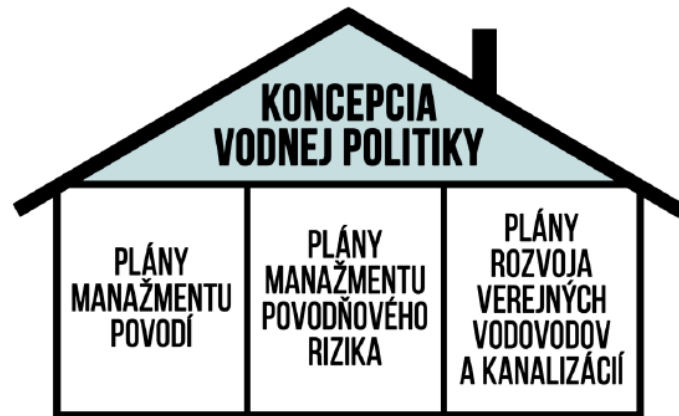 KONCEPCIA
VODNEJ POLITIKY
PLÁNY
MANAŽMENTU
POVODÍ
PLÁNY
MANAŽMENTU
POVODŇOVÉHO
RIZIKA
PLÁNY
ROZVOJA
VEREJNÝCH
VODOVODOV
A KANALIZÁCIÍ